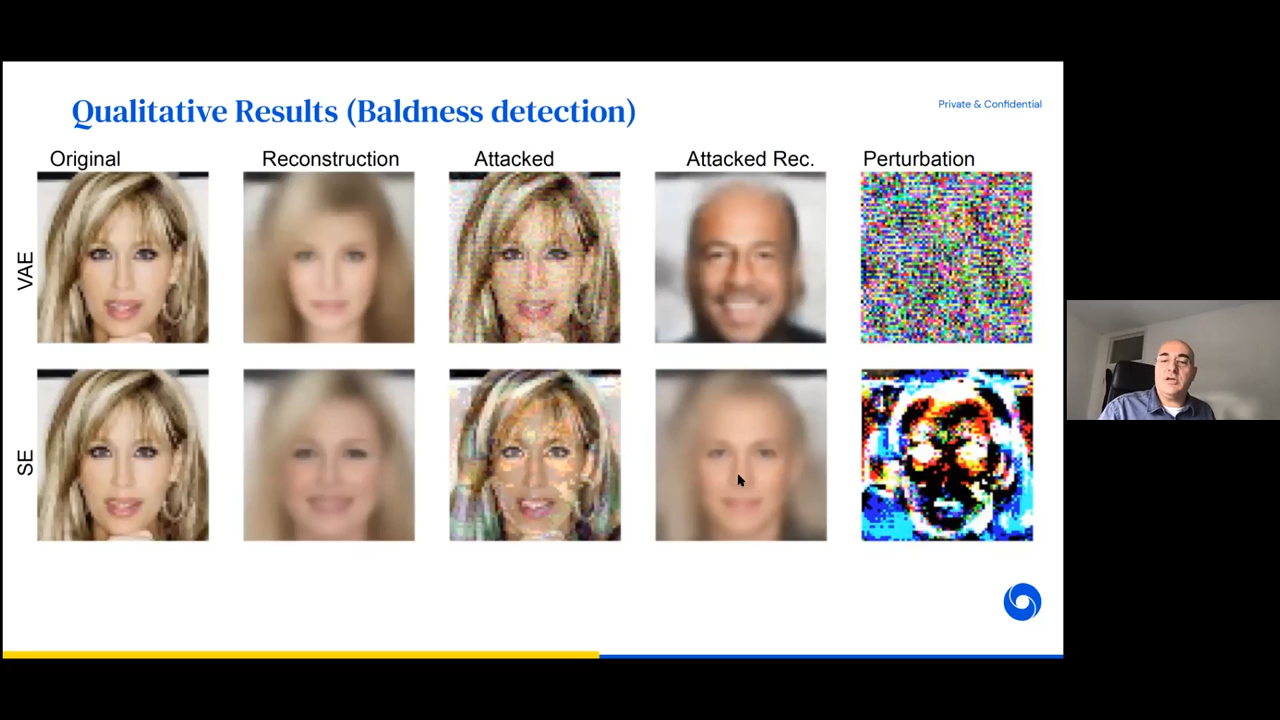 Qualitative Results (Baldness detection)
Private & Confidential
Original Reconstruction Attacked Attacked Rec. Perturbation
VAE
SE